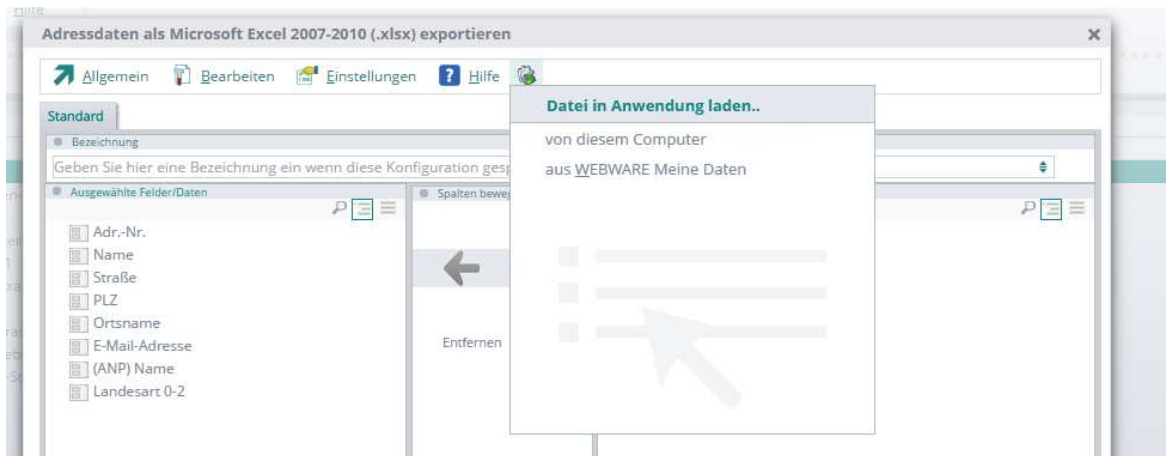 Hilfe
Adressdaten als Microsoft Excel 2007-2010 (.xlsx) exportieren
Allgemein Bearbeiten Einstellungen Hilfe
Datei in Anwendung laden..
von diesem Computer
aus WEBWARE Meine Daten
Standard
Bezeichnung
Geben Sie hier eine Bezeichnung ein wenn diese Konfiguration gesp
Ausgewählte Felder/Daten
Adr.-Nr.
Name
Straße
PLZ
Ortsname
E-Mail-Adresse
(ANP) Name
Landesart 0-2
Spalten beweg
Entfernen